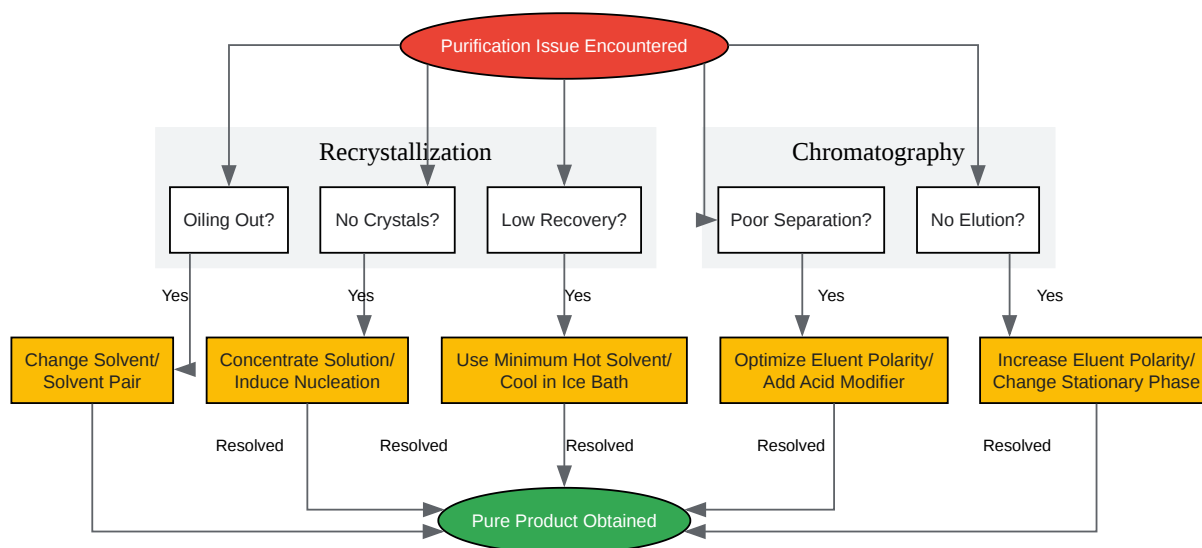 Purification Issue Encountered
Recrystallization
Chromatography
Oiling Out?
No Crystals?
Low Recovery?
Poor Separation?
No Elution?
Yes
Yes
Yes
Yes
Yes
Change Solvent/
Solvent Pair
Concentrate Solution/
Induce Nucleation
Use Minimum Hot Solvent/
Cool in Ice Bath
Optimize Eluent Polarity/
Add Acid Modifier
Increase Eluent Polarity/
Change Stationary Phase
Resolved
Resolved
Resolved
Resolved
Resolved
Pure Product Obtained